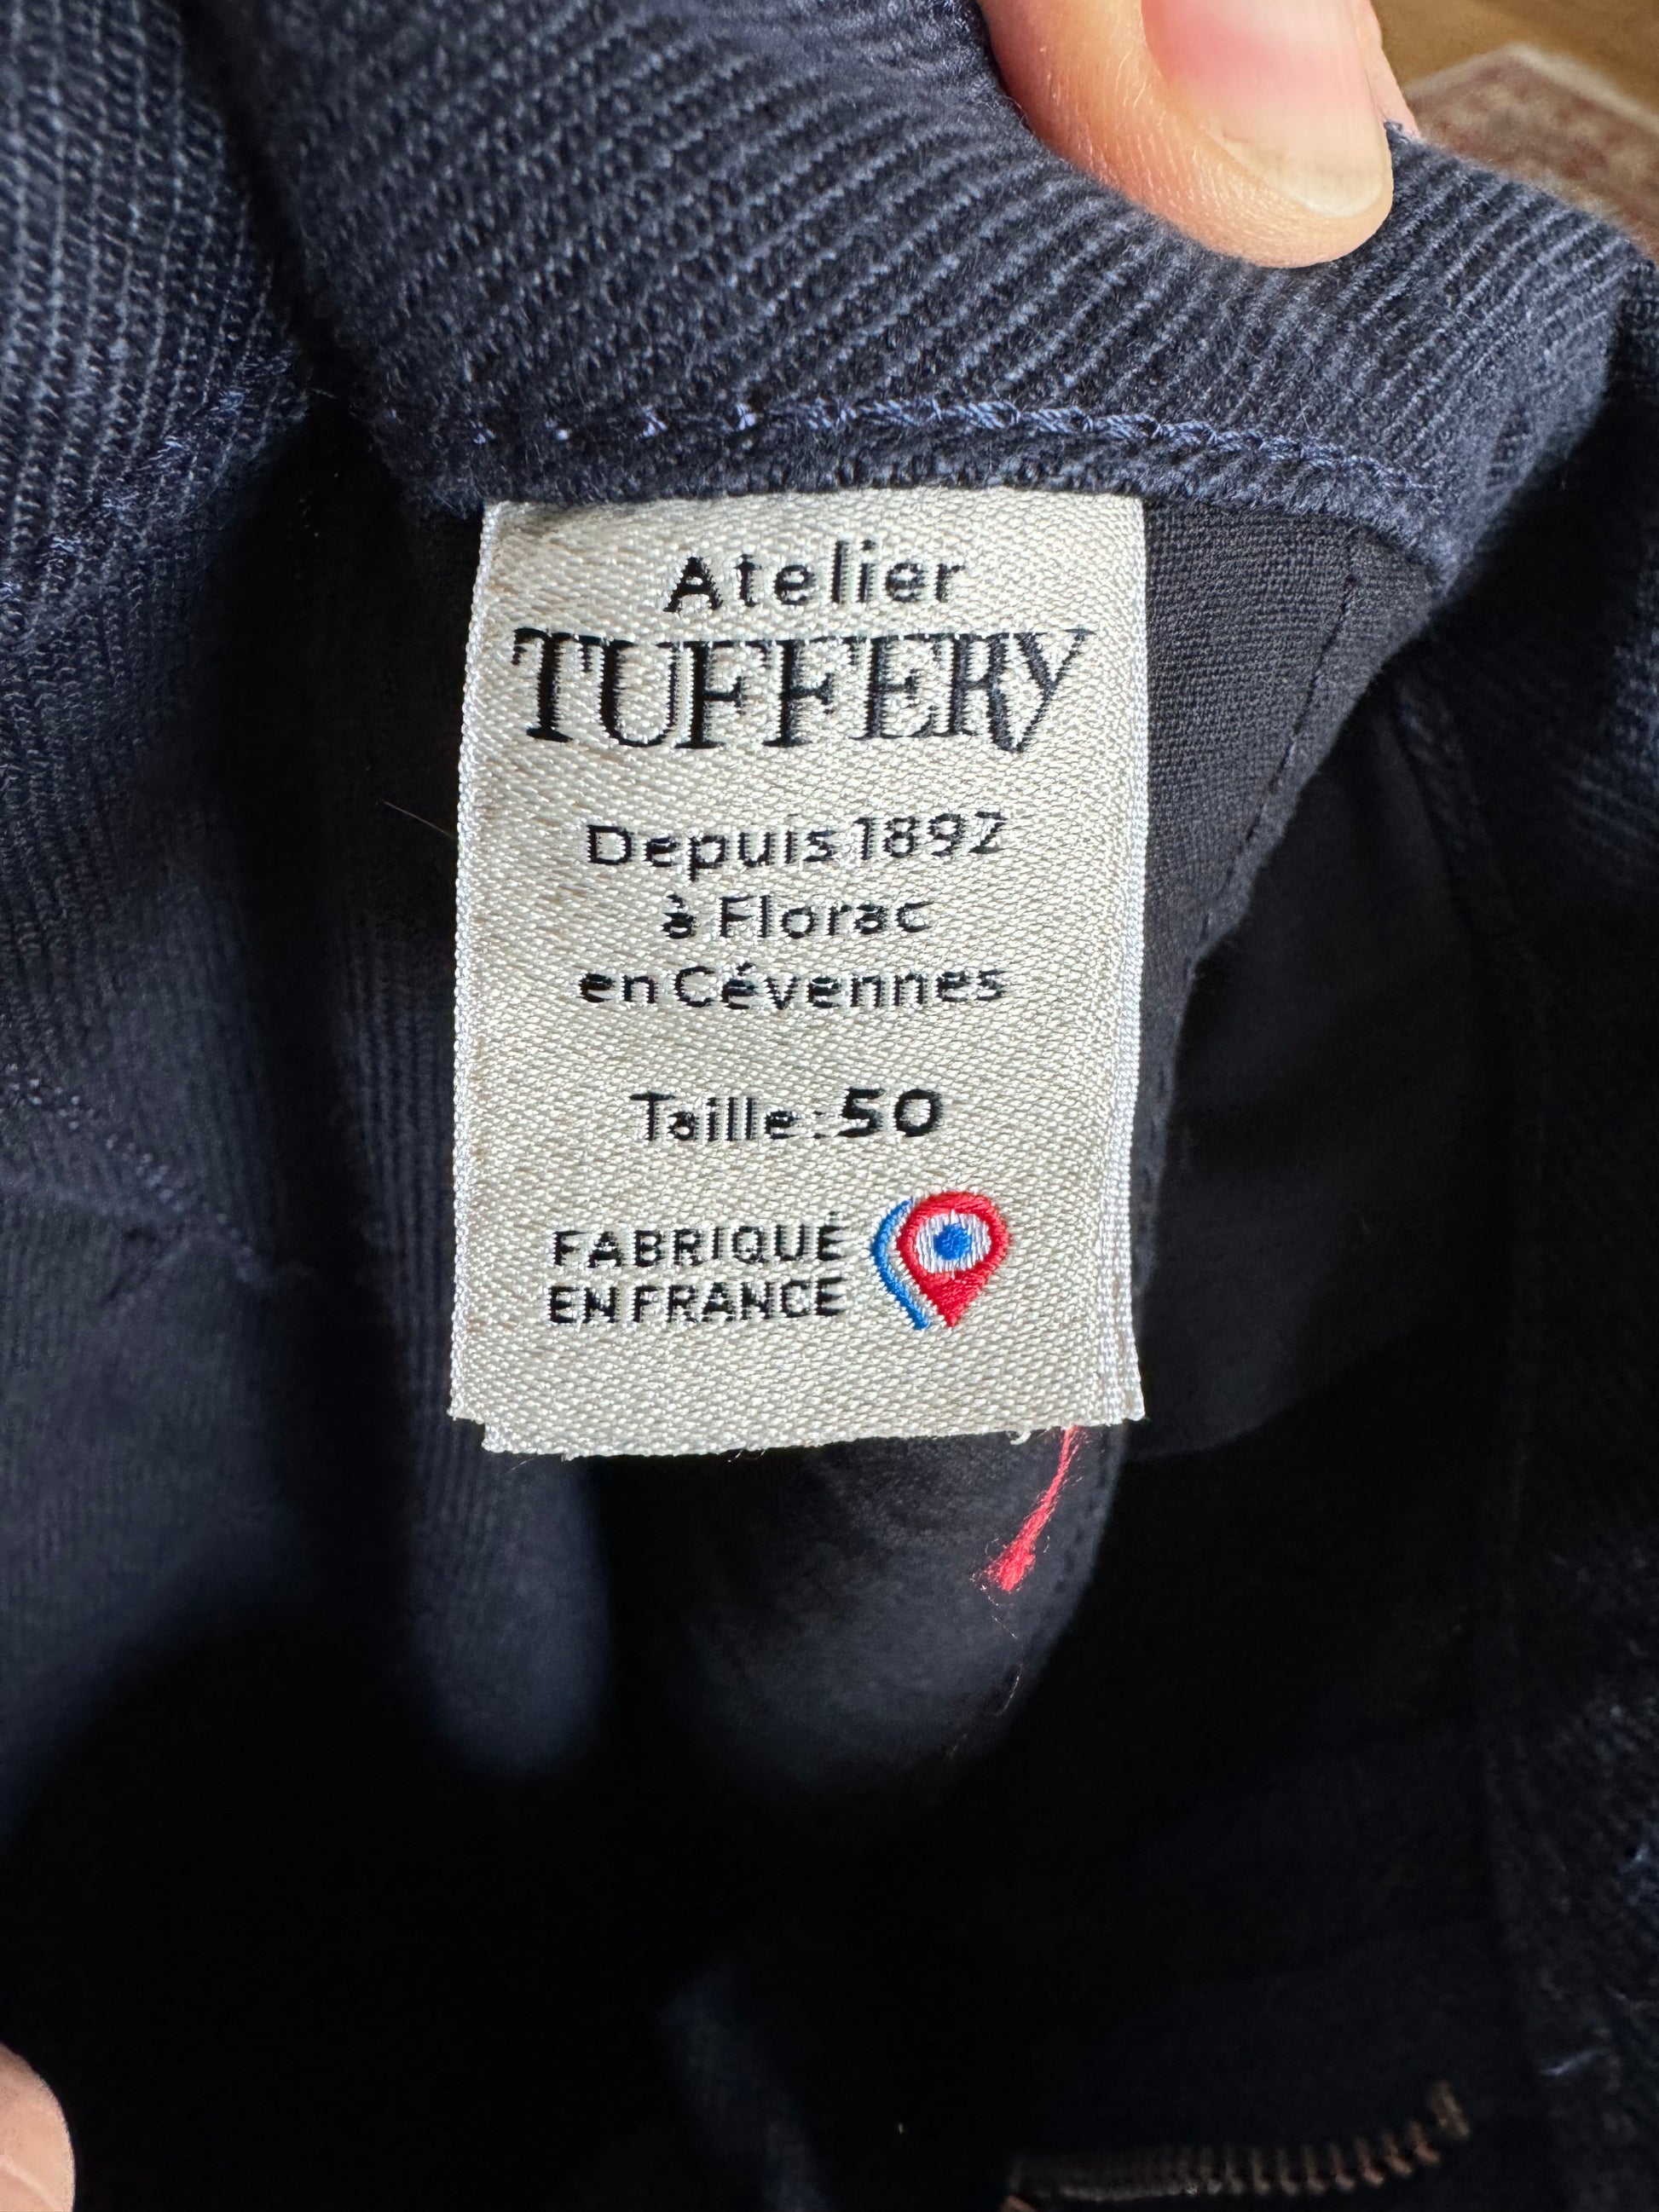 Atelier
TUFFERY
Depuis 1892
à Florac
en Cévennes
Taille : 50
FABRIQUÉ
EN FRANCE